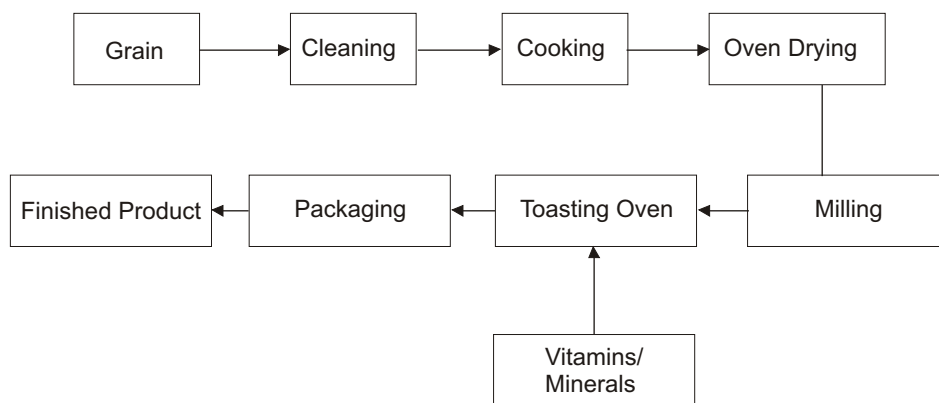 Grain
Cleaning
Cooking
Oven Drying
Finished Product
Packaging
Toasting Oven
Milling
Vitamins/
Minerals